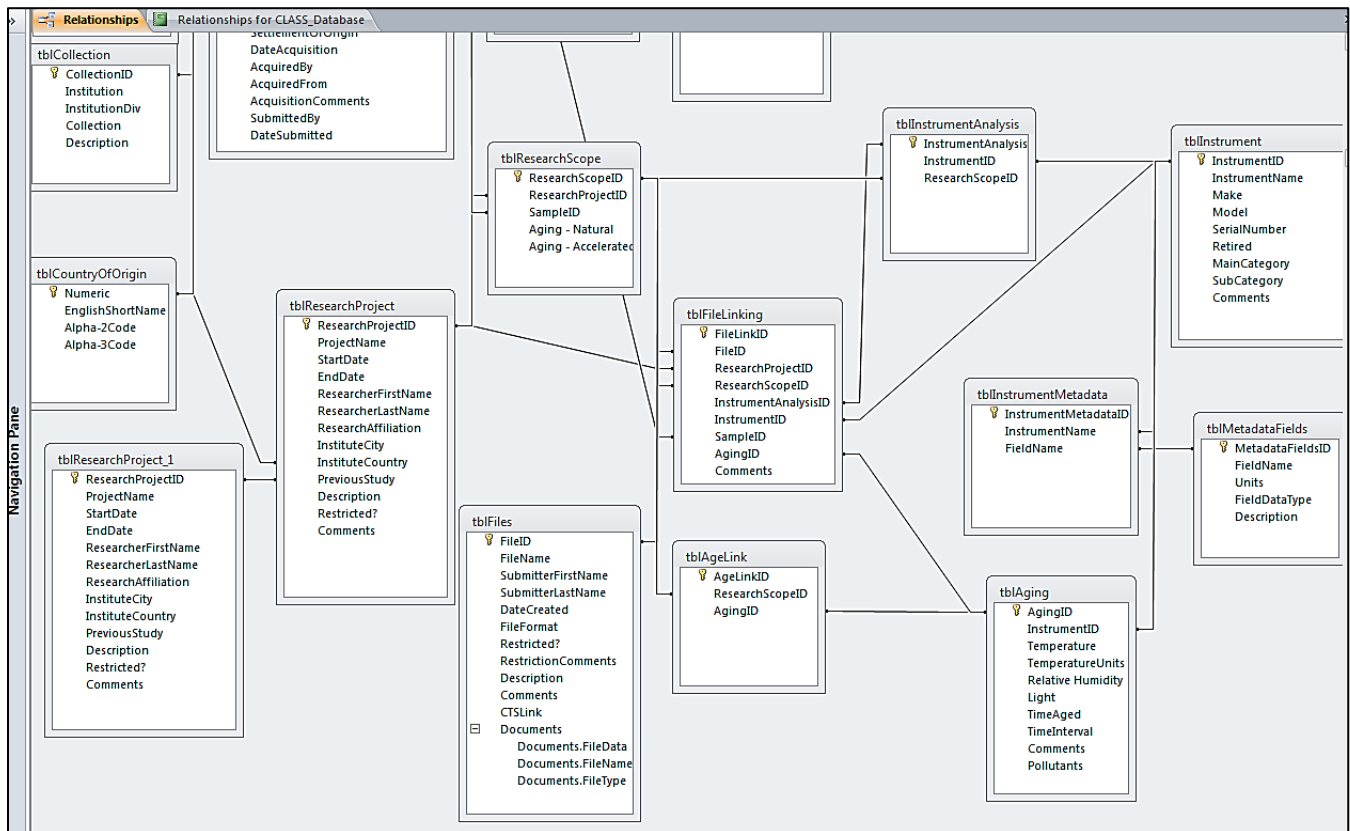 Relationships
Relationships for CLASS_Database
Navigation Pane
tblCollection
CollectionID
Institution
InstitutionDiv
Collection
Description
SettlementOfOrigin
DateAcquisition
AcquiredBy
AcquiredFrom
AcquisitionComments
SubmittedBy
DateSubmitted
tblResearchScope
ResearchScopeID
ResearchProjectID
SampleID
Aging - Natural
Aging - Accelerated
tblInstrumentAnalysis
InstrumentAnalysis
InstrumentID
ResearchScopeID
tblInstrument
InstrumentID
InstrumentName
Make
Model
SerialNumber
Retired
MainCategory
SubCategory
Comments
tblCountryOfOrigin
Numeric
EnglishShortName
Alpha-2Code
Alpha-3Code
tblResearchProject
ResearchProjectID
ProjectName
StartDate
EndDate
ResearcherFirstName
ResearcherLastName
ResearchAffiliation
InstituteCity
InstituteCountry
PreviousStudy
Description
Restricted?
Comments
tblFileLinking
FileLinkID
FileID
ResearchProjectID
ResearchScopeID
InstrumentAnalysisID
InstrumentID
SampleID
AgingID
Comments
tblInstrumentMetadata
InstrumentMetadataID
InstrumentName
FieldName
tblMetadataFields
MetadataFieldsID
FieldName
Units
FieldDataType
Description
tblResearchProject_1
ResearchProjectID
ProjectName
StartDate
EndDate
ResearcherFirstName
ResearcherLastName
ResearchAffiliation
InstituteCity
InstituteCountry
PreviousStudy
Description
Restricted?
Comments
tblFiles
FileID
FileName
SubmitterFirstName
SubmitterLastName
DateCreated
FileFormat
Restricted?
RestrictionComments
Description
Comments
CTSLink
Documents
Documents.FileData
Documents.FileName
Documents.FileType
tblAgeLink
AgeLinkID
ResearchScopeID
AgingID
tblAging
AgingID
InstrumentID
Temperature
TemperatureUnits
Relative Humidity
Light
TimeAged
TimeInterval
Comments
Pollutants